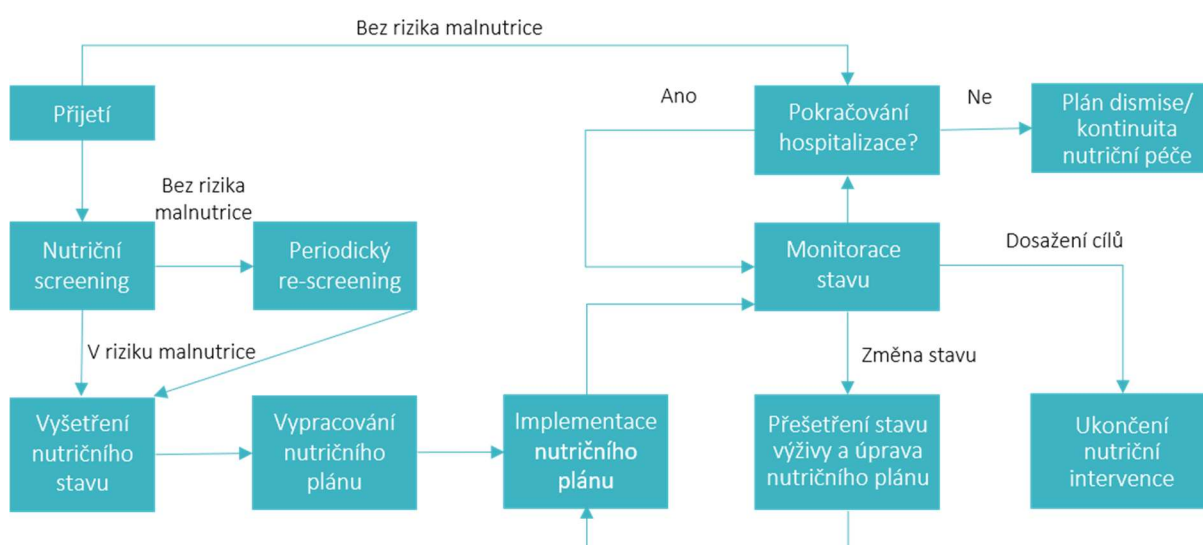 Bez rizika malnutrice
Přijetí
Ano
Pokračování
hospitalizace?
Ne
Plán dismise/
kontinuita
nutriční péče
Bez rizika
malnutrice
Nutriční
screening
Periodický
re-screening
Monitorace
stavu
Dosažení cílů
V riziku malnutrice
Změna stavu
Vyšetření
nutričního
stavu
Vypracování
nutričního
plánu
Implementace
nutričního
plánu
Přešetření stavu
výživy a úprava
nutričního plánu
Ukončení
nutriční
intervence